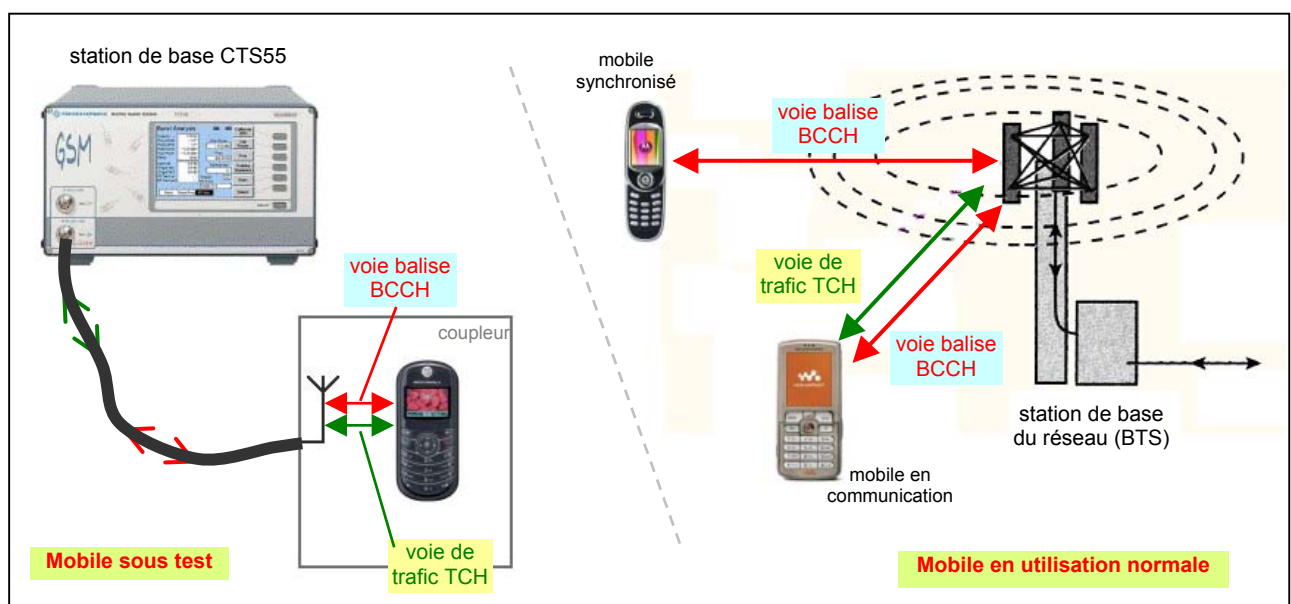 station de base CTS55
GSM
voie balise
BCCH
coupleur
voie de
trafic TCH
Mobile sous test
mobile
synchronisé
voie balise
BCCH
voie de
trafic TCH
voie balise
BCCH
station de base
du réseau (BTS)
mobile en
communication
Mobile en utilisation normale